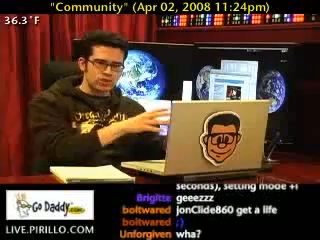 "Community" (Apr 02, 2008 11:24pm)
36.3°F
seconds), setting mode +r
Brigitte geeezzz
boltwared jonClide860 get a life
boltwared ;)
Unforgiven wha?
Go Daddy.com
LIVE.PIRILLO.COM